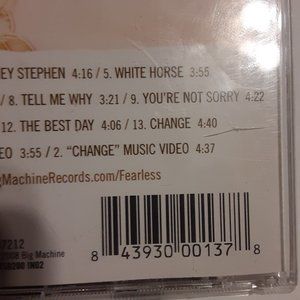 EY STEPHEN 4:16 / 5. WHITE HORSE 3:55
/ 8. TELL ME WHY 3:21 / 9. YOU'RE NOT SORRY 4:22
12. THE BEST DAY 4:06 / 13. CHANGE 4:40
EO 3:55 / 2. "CHANGE" MUSIC VIDEO 4:37
gMachineRecords.com/Fearless
7212
2008 Big Machine
8 43930 00137 8